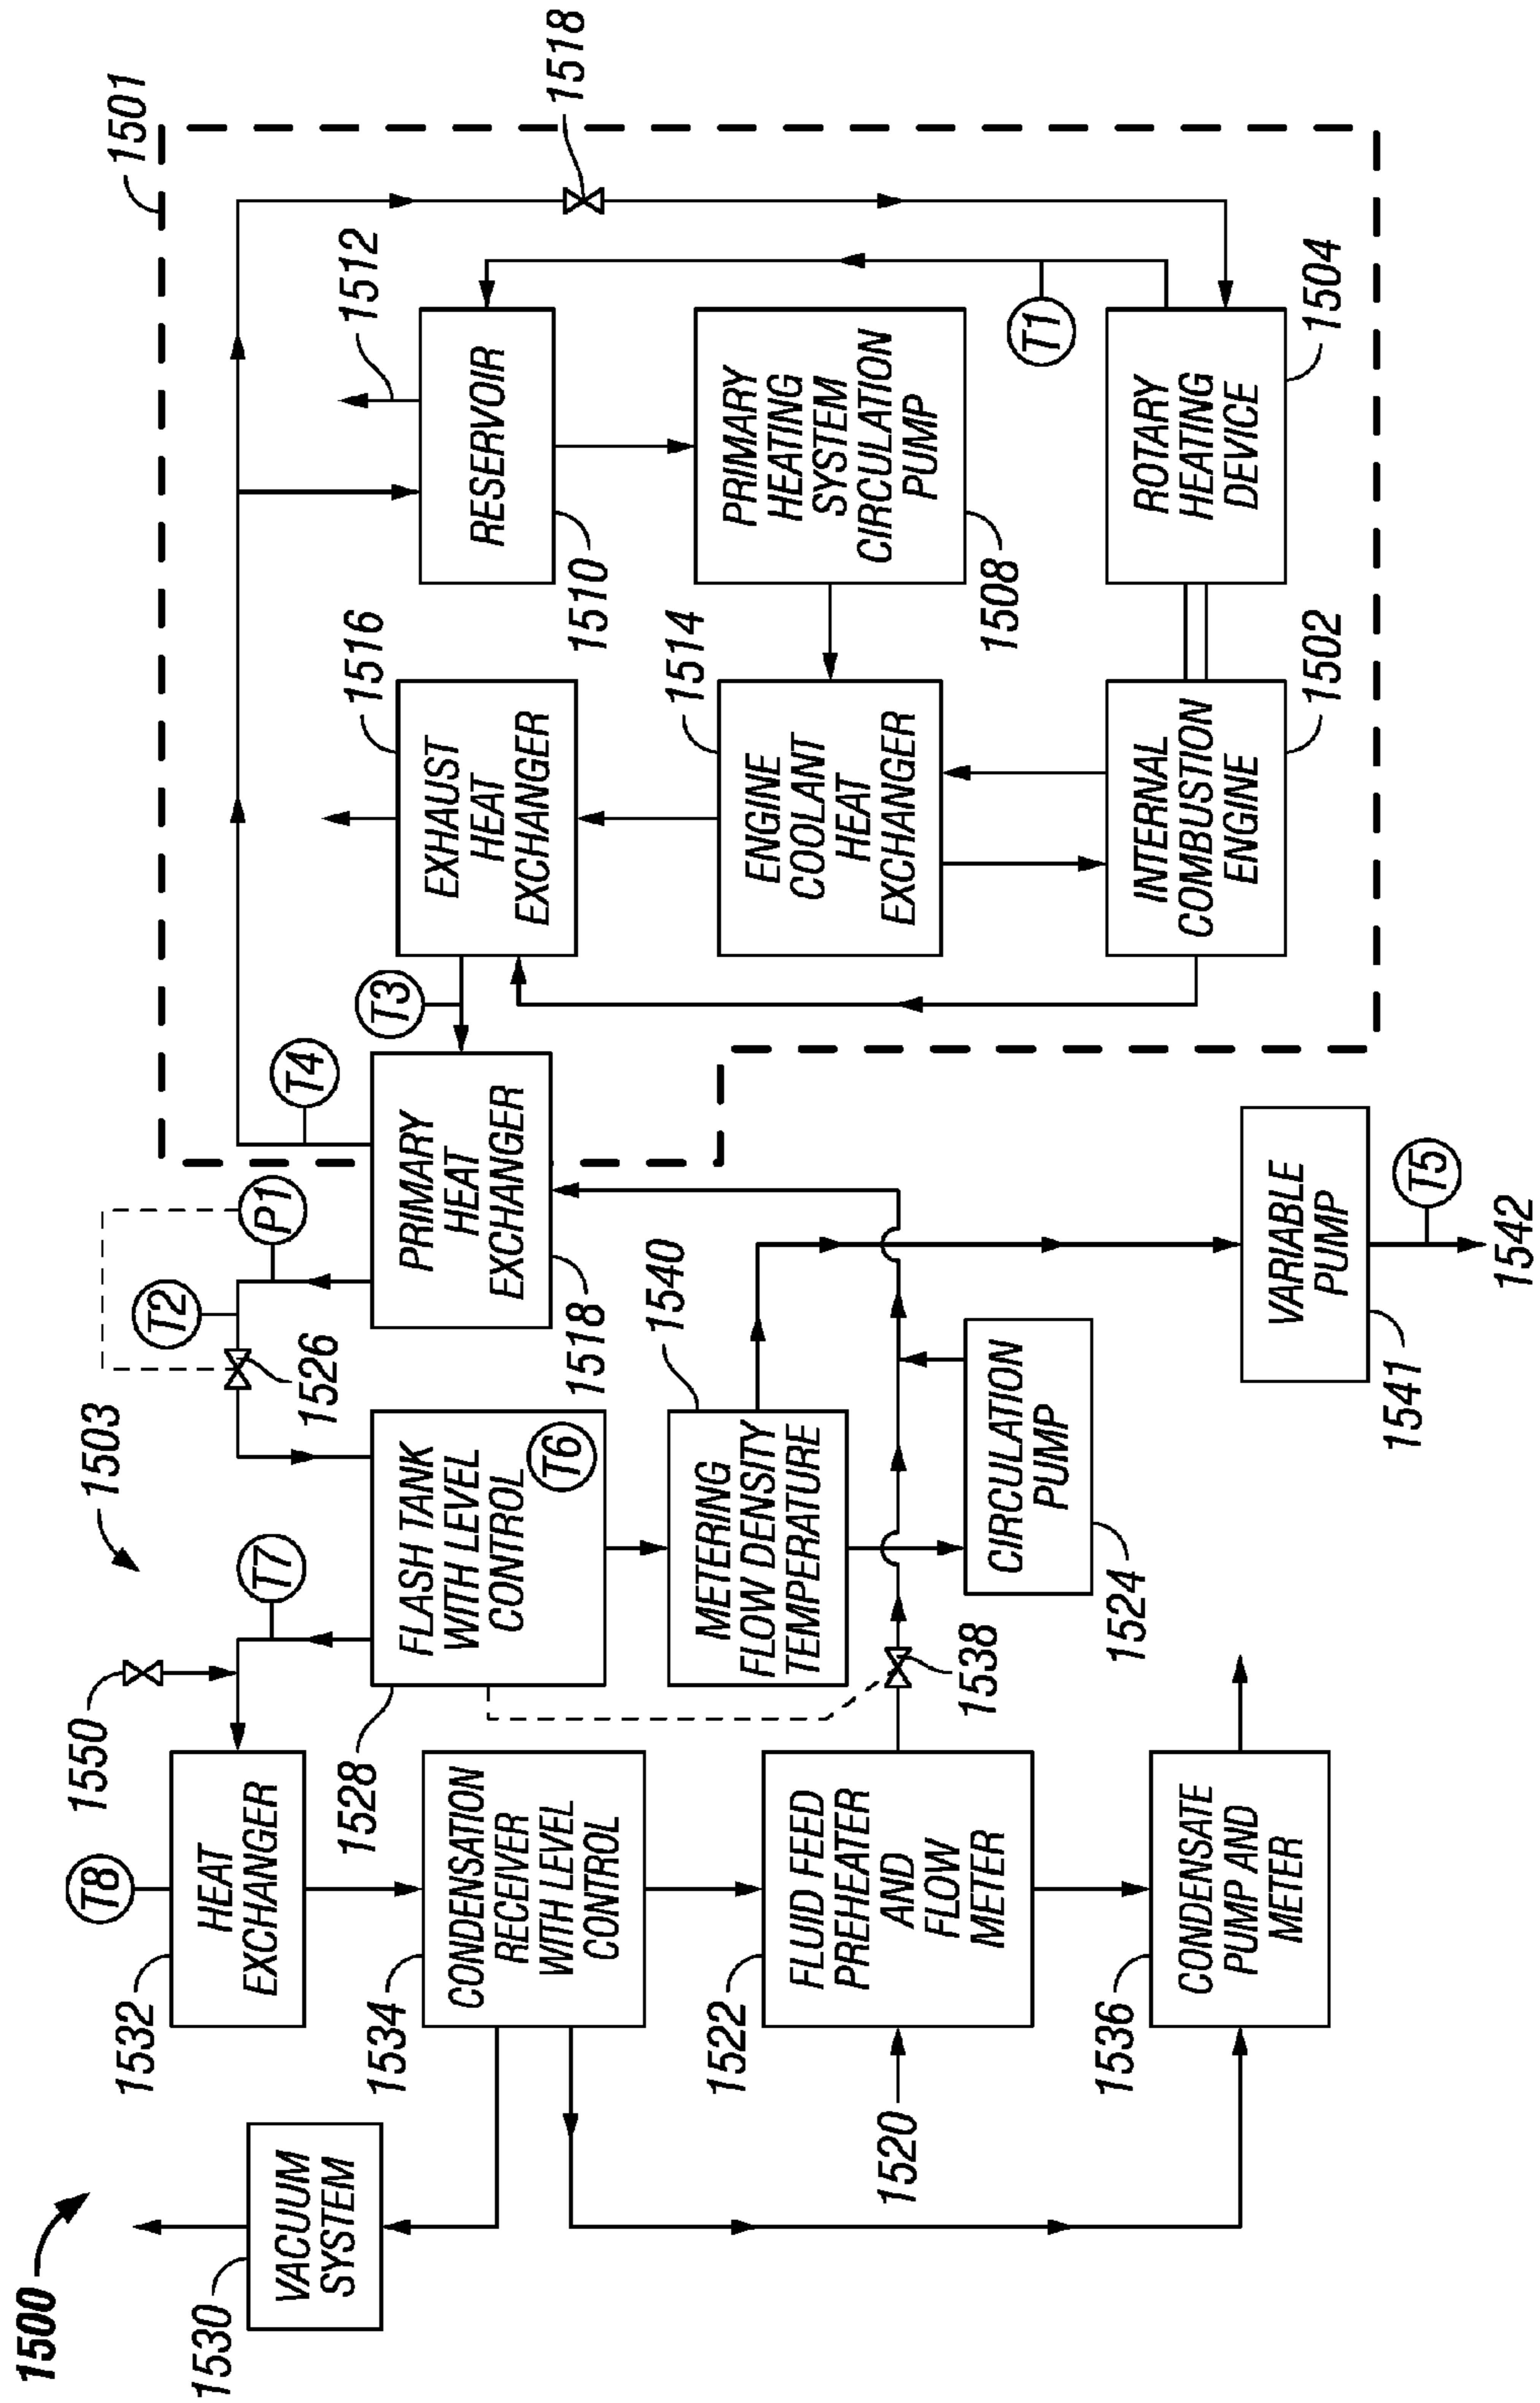 1500
1530
VACUUM
SYSTEM
T8
1532
HEAT
EXCHANGER
1550
T7
1503
T2
P1
1526
T4
1501
1534
CONDENSATION
RECEIVER
WITH LEVEL
CONTROL
1528
FLASH TANK
WITH LEVEL
CONTROL
T6
PRIMARY
HEAT
EXCHANGER
1518
T3
1516
EXHAUST
HEAT
EXCHANGER
1512
RESERVOIR
1510
1518
1520
1522
FLUID FEED
PREHEATER
AND
FLOW
METER
1538
1540
METERING
FLOW DENSITY
TEMPERATURE
CIRCULATION
PUMP
1524
1514
ENGINE
COOLANT
HEAT
EXCHANGER
PRIMARY
HEATING
SYSTEM
CIRCULATION
PUMP
1508
T1
1536
CONDENSATE
PUMP AND
METER
VARIABLE
PUMP
1541
T5
1542
INTERNAL
COMBUSTION
ENGINE
1502
ROTARY
HEATING
DEVICE
1504